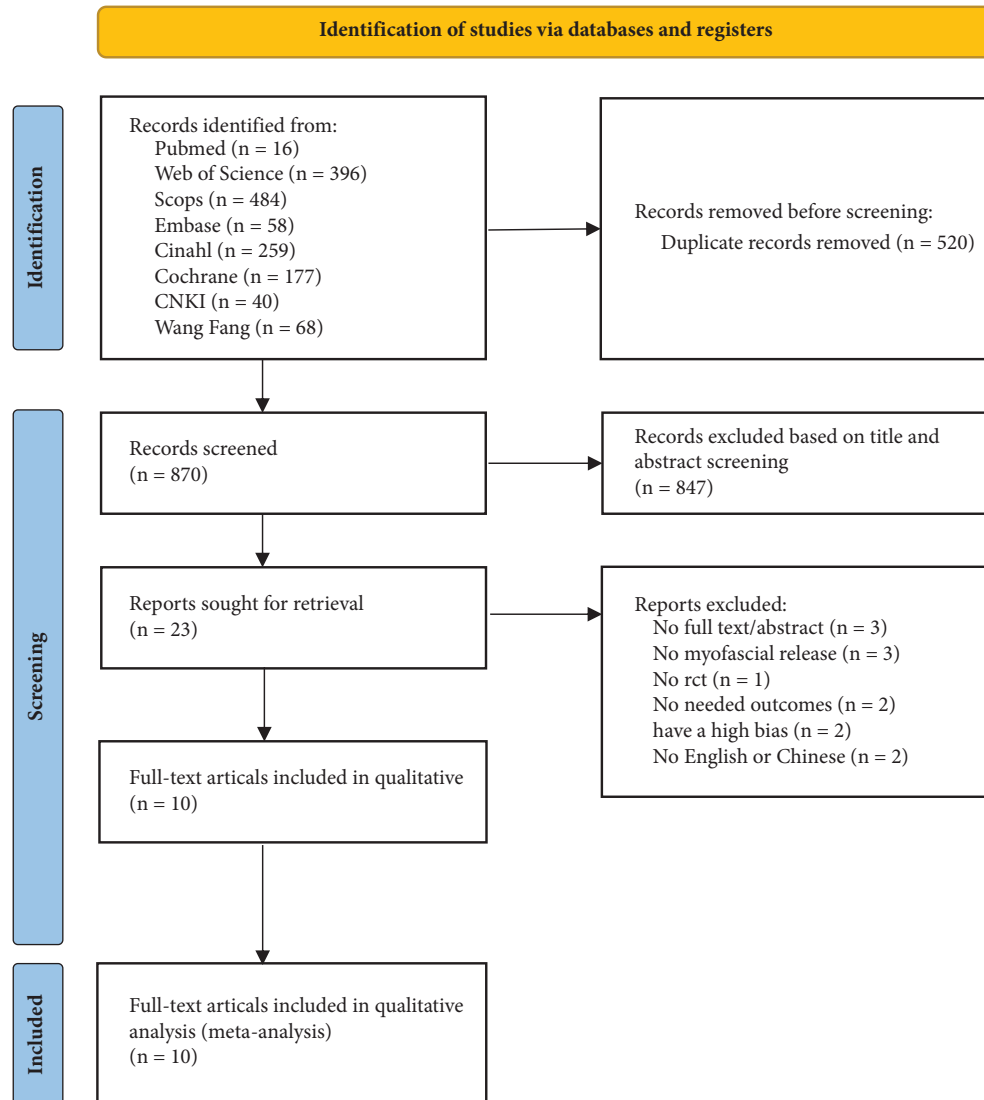 Identification of studies via databases and registers
Identification
Records identified from:
Pubmed (n = 16)
Web of Science (n = 396)
Scops (n = 484)
Embase (n = 58)
Cinahl (n = 259)
Cochrane (n = 177)
CNKI (n = 40)
Wang Fang (n = 68)
Records removed before screening:
Duplicate records removed (n = 520)
Screening
Records screened
(n = 870)
Records excluded based on title and
abstract screening
(n = 847)
Reports sought for retrieval
(n = 23)
Reports excluded:
No full text/abstract (n = 3)
No myofascial release (n = 3)
No rct (n = 1)
No needed outcomes (n = 2)
have a high bias (n = 2)
No English or Chinese (n = 2)
Full-text articals included in qualitative
(n = 10)
Included
Full-text articals included in qualitative
analysis (meta-analysis)
(n = 10)